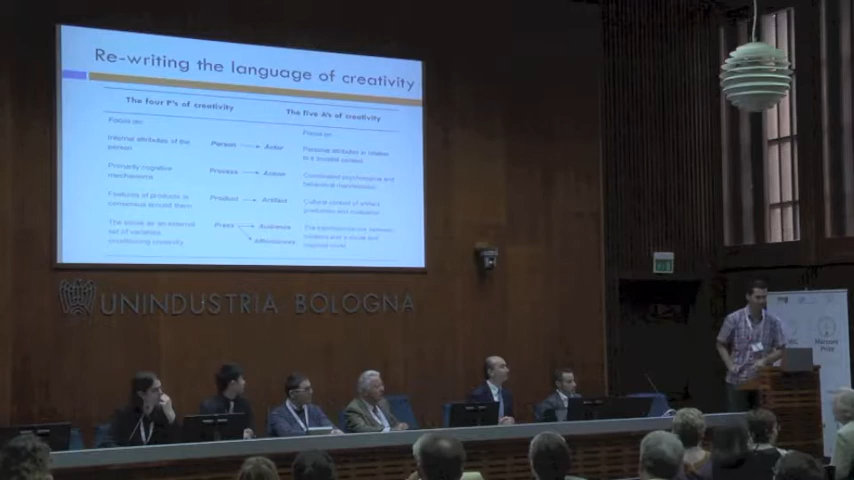 Re-writing the language of creativity
The four P's of creativity
The five A's of creativity
Focus on:
Focus on:
Internal attributes of the
person
Person
Actor
Personal attributes in relation
to a societal context
Primarily cognitive
mechanisms
Process
Action
Coordinated psychological and
behavioral manifestation
Features of products or
consensus around them
Product
Artifact
Cultural context of artifact
production and evaluation
The social as an external
set of variables
conditioning creativity
Press
Audience
Affordances
The interdependence between
creators and a social and
material world
UNINDUSTRIA BOLOGNA
Marconi
Prize